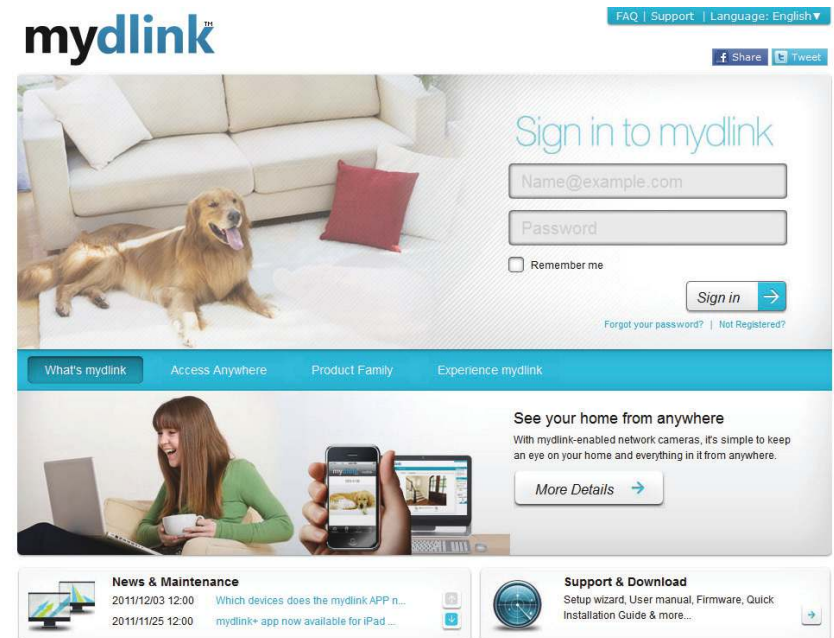 mydlink™
FAQ | Support | Language: English▼
Share Tweet
Sign in to mydlink
Name@example.com
Password
Remember me
Sign in
Forgot your password? | Not Registered?
What's mydlink Access Anywhere Product Family Experience mydlink
See your home from anywhere
With mydlink-enabled network cameras, it's simple to keep
an eye on your home and everything in it from anywhere.
More Details
News & Maintenance
2011/12/03 12:00 Which devices does the mydlink APP n...
2011/11/25 12:00 mydlink+ app now available for iPad ...
Support & Download
Setup wizard, User manual, Firmware, Quick
Installation Guide & more...